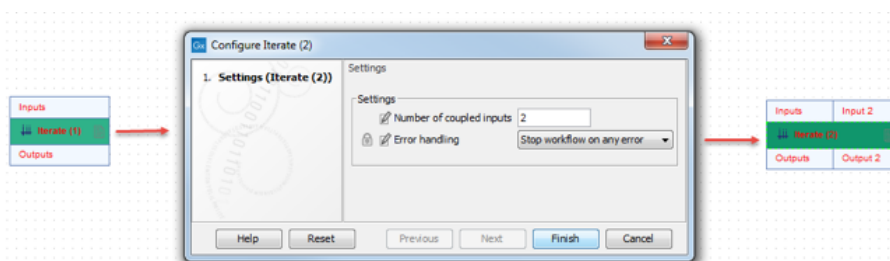 Gx Configure Iterate (2)
1. Settings (Iterate (2))
Settings
Settings
Number of coupled inputs 2
Error handling Stop workflow on any error
Help Reset Previous Next Finish Cancel
Inputs
Iterate (1)
Outputs
Inputs Input 2
Iterate (2)
Outputs Output 2